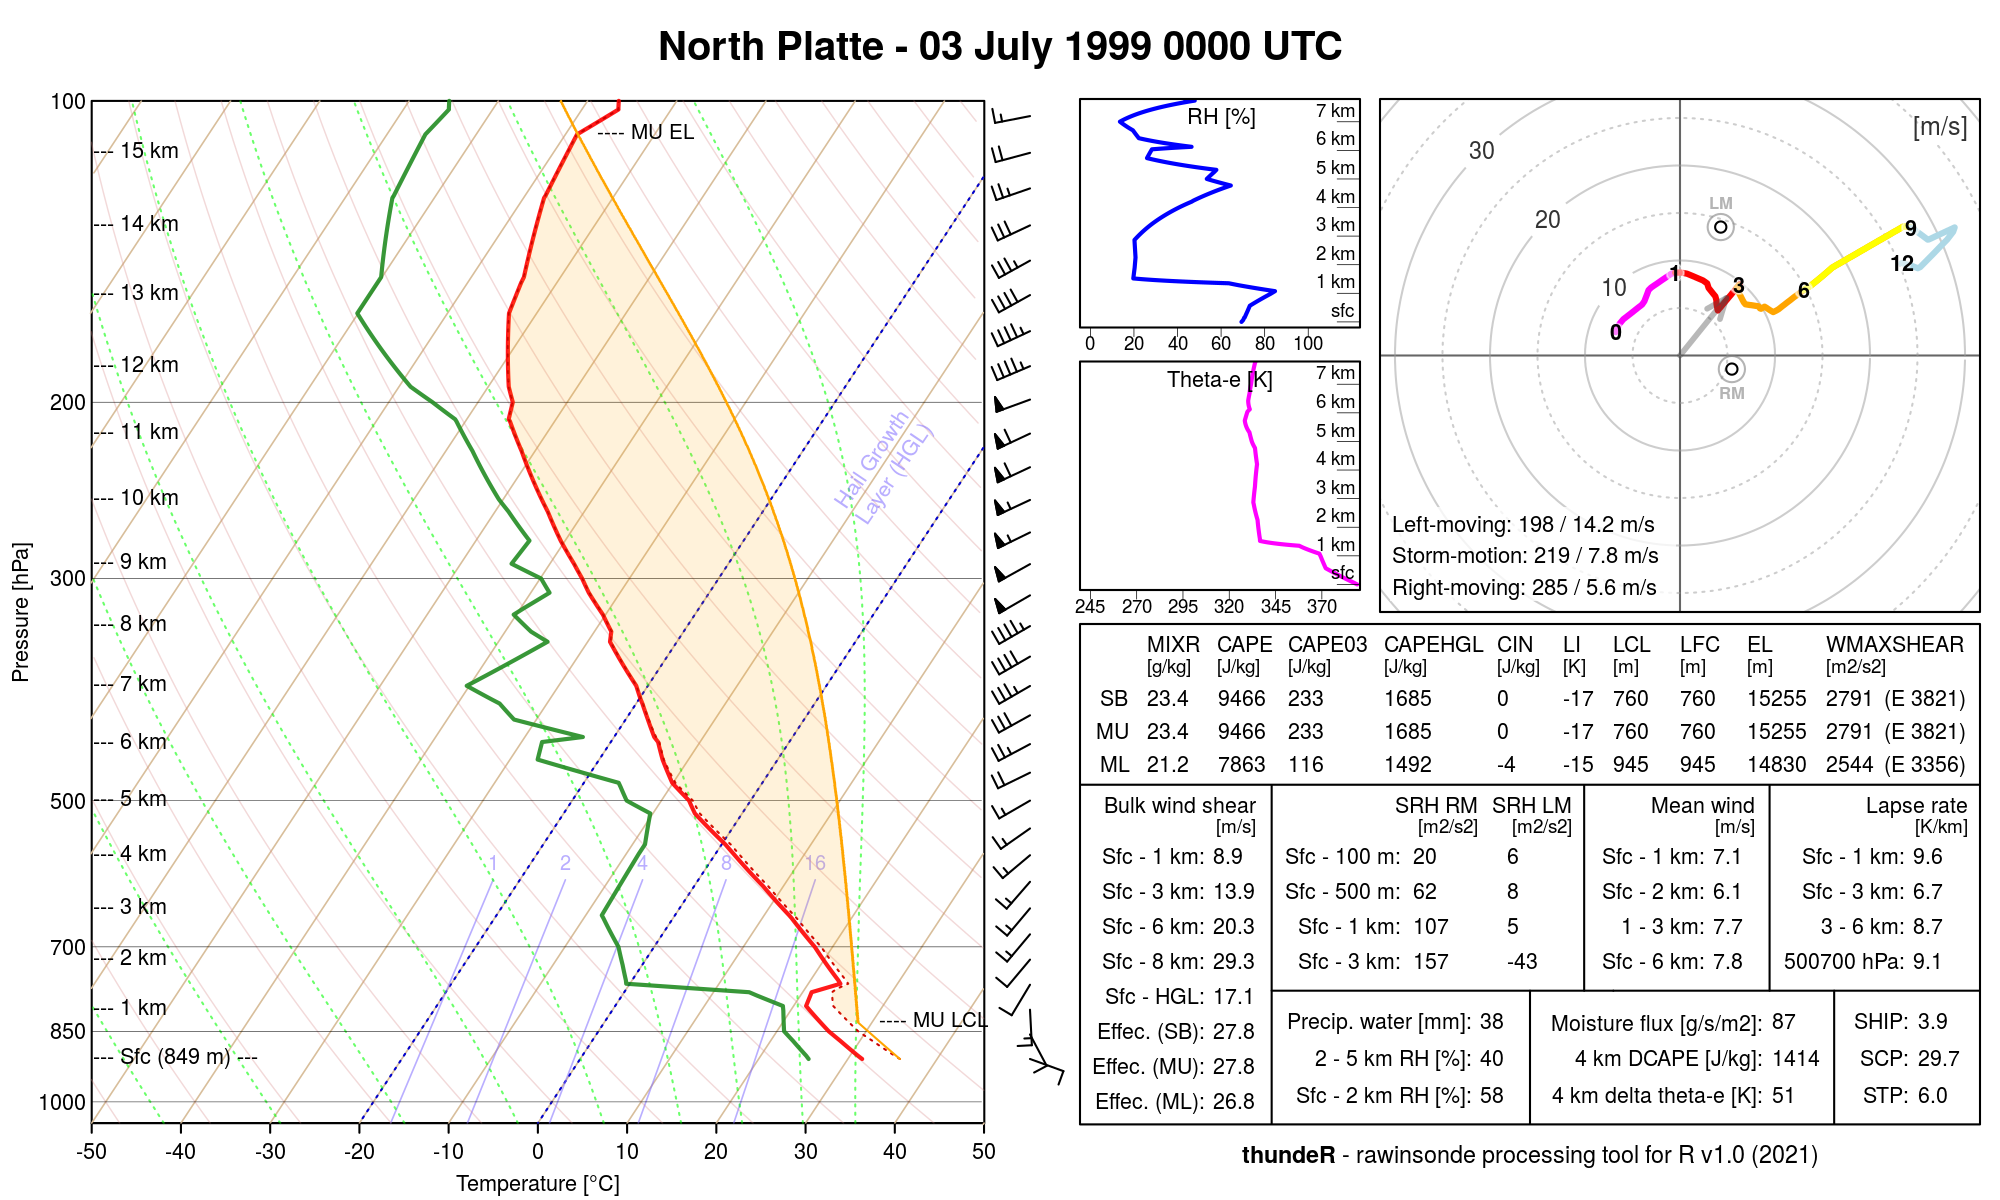 North Platte - 03 July 1999 0000 UTC
Pressure [hPa]
100
200
300
500
700
850
1000
--- 15 km
--- 14 km
--- 13 km
--- 12 km
--- 11 km
--- 10 km
--- 9 km
--- 8 km
--- 7 km
--- 6 km
--- 5 km
--- 4 km
--- 3 km
--- 2 km
--- 1 km
--- Sfc (849 m) ---
---- MU EL
---- MU LCL
Hail Growth
Layer (HGL)
1 2 4 8 16
-50 -40 -30 -20 -10 0 10 20 30 40 50
Temperature [°C]
RH [%]
7 km
6 km
5 km
4 km
3 km
2 km
1 km
sfc
0 20 40 60 80 100
Theta-e [K]
7 km
6 km
5 km
4 km
3 km
2 km
1 km
sfc
245 270 295 320 345 370
[m/s]
30
20
10
LM
RM
0
1
3
6
9
12
Left-moving: 198 / 14.2 m/s
Storm-motion: 219 / 7.8 m/s
Right-moving: 285 / 5.6 m/s
MIXR CAPE CAPE03 CAPEHGL CIN LI LCL LFC EL WMAXSHEAR
[g/kg] [J/kg] [J/kg] [J/kg] [J/kg] [K] [m] [m] [m] [m2/s2]
SB 23.4 9466 233 1685 0 -17 760 760 15255 2791 (E 3821)
MU 23.4 9466 233 1685 0 -17 760 760 15255 2791 (E 3821)
ML 21.2 7863 116 1492 -4 -15 945 945 14830 2544 (E 3356)
Bulk wind shear
[m/s]
Sfc - 1 km: 8.9
Sfc - 3 km: 13.9
Sfc - 6 km: 20.3
Sfc - 8 km: 29.3
Sfc - HGL: 17.1
Effec. (SB): 27.8
Effec. (MU): 27.8
Effec. (ML): 26.8
SRH RM SRH LM
[m2/s2] [m2/s2]
Sfc - 100 m: 20 6
Sfc - 500 m: 62 8
Sfc - 1 km: 107 5
Sfc - 3 km: 157 -43
Mean wind
[m/s]
Sfc - 1 km: 7.1
Sfc - 2 km: 6.1
1 - 3 km: 7.7
Sfc - 6 km: 7.8
Lapse rate
[K/km]
Sfc - 1 km: 9.6
Sfc - 3 km: 6.7
3 - 6 km: 8.7
500700 hPa: 9.1
Precip. water [mm]: 38
2 - 5 km RH [%]: 40
Sfc - 2 km RH [%]: 58
Moisture flux [g/s/m2]: 87
4 km DCAPE [J/kg]: 1414
4 km delta theta-e [K]: 51
SHIP: 3.9
SCP: 29.7
STP: 6.0
thundeR - rawinsonde processing tool for R v1.0 (2021)